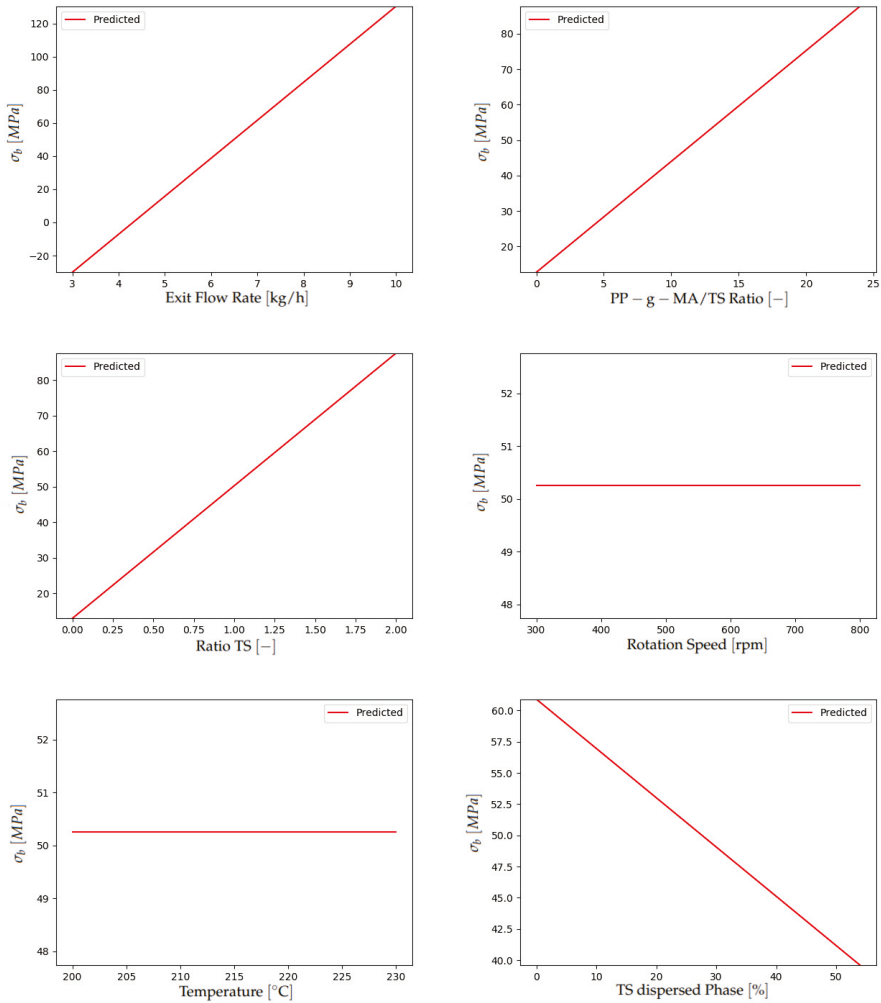 Predicted
120
100
80
60
40
20
0
−20
σb [MPa]
3 4 5 6 7 8 9 10
Exit Flow Rate [kg/h]
Predicted
80
70
60
50
40
30
20
σb [MPa]
0 5 10 15 20 25
PP − g − MA/TS Ratio [−]
Predicted
80
70
60
50
40
30
20
σb [MPa]
0.00 0.25 0.50 0.75 1.00 1.25 1.50 1.75 2.00
Ratio TS [−]
Predicted
52
51
50
49
48
σb [MPa]
300 400 500 600 700 800
Rotation Speed [rpm]
Predicted
52
51
50
49
48
σb [MPa]
200 205 210 215 220 225 230
Temperature [°C]
Predicted
60.0
57.5
55.0
52.5
50.0
47.5
45.0
42.5
40.0
σb [MPa]
0 10 20 30 40 50
TS dispersed Phase [%]